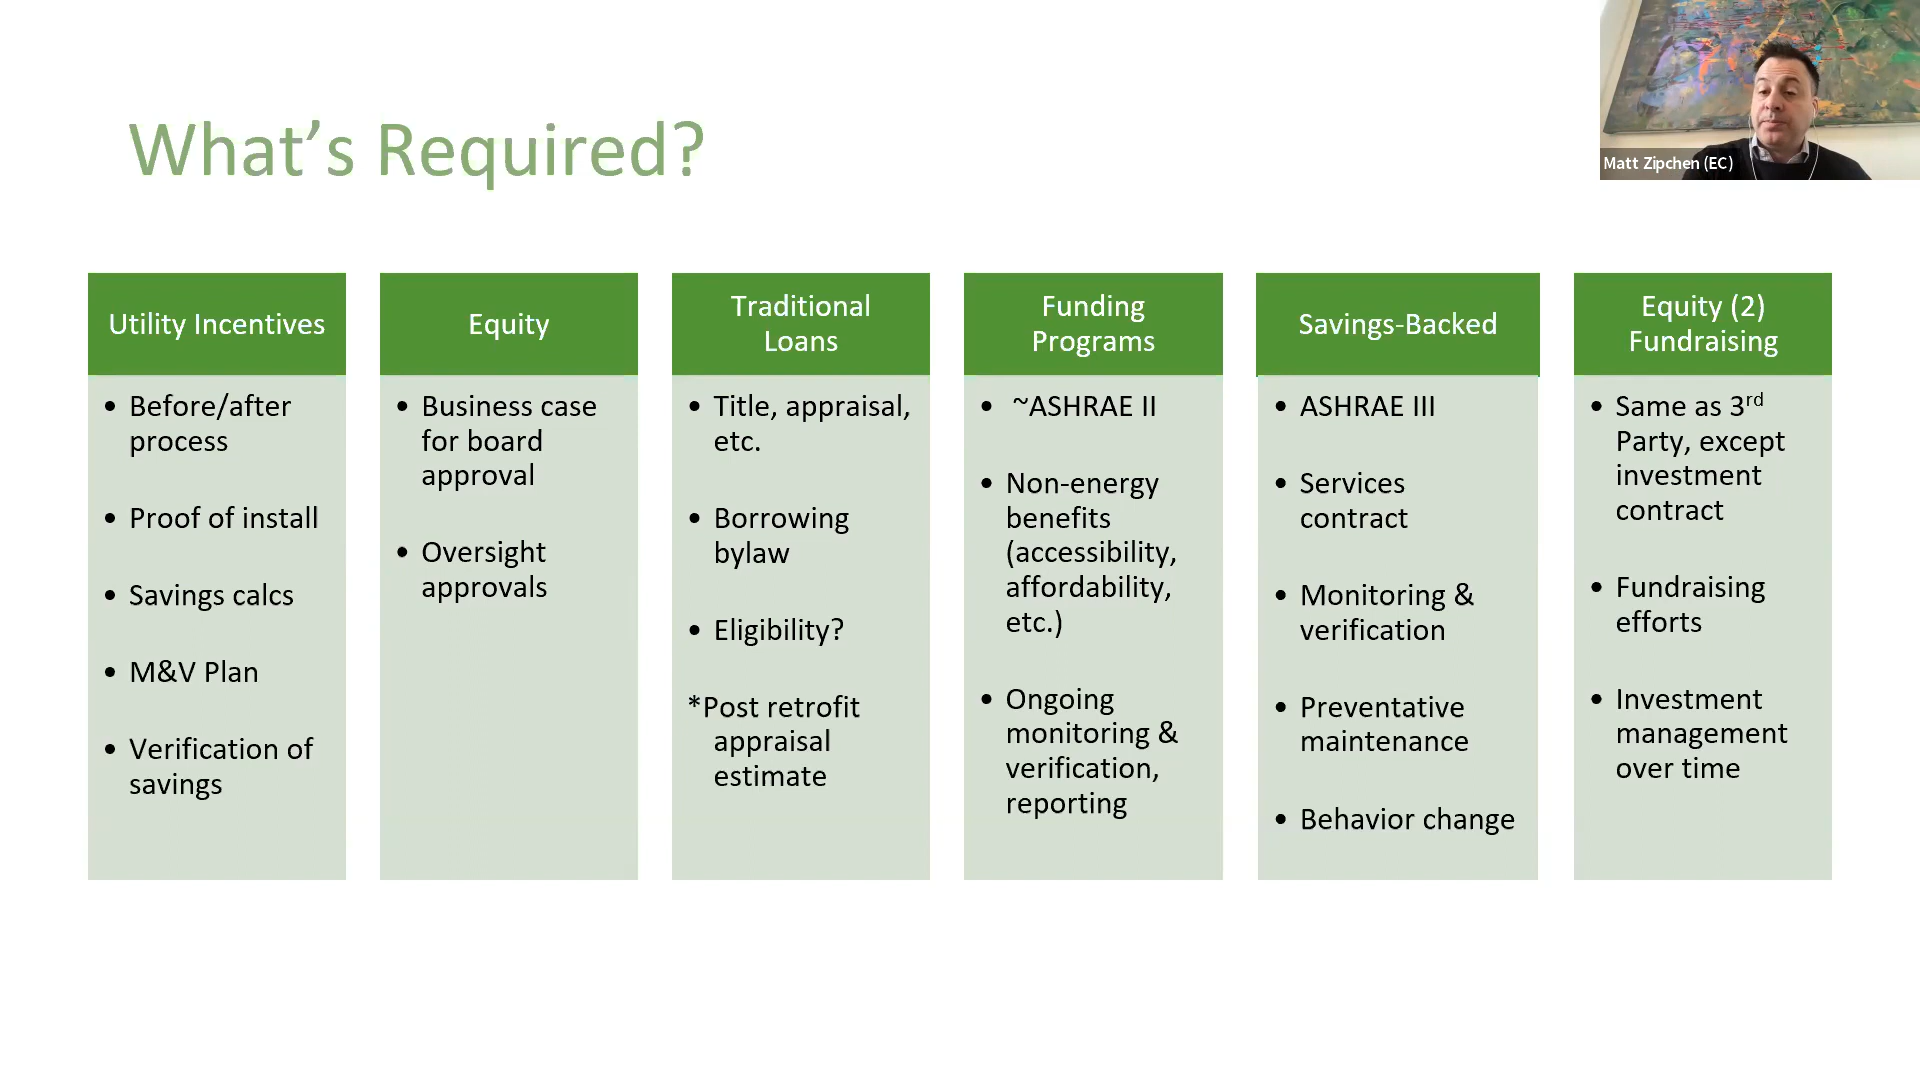 What's Required?
Matt Zipchen (EC)
Utility Incentives
• Before/after
process
• Proof of install
• Savings calcs
• M&V Plan
• Verification of
savings
Equity
• Business case
for board
approval
• Oversight
approvals
Traditional
Loans
• Title, appraisal,
etc.
• Borrowing
bylaw
• Eligibility?
*Post retrofit
appraisal
estimate
Funding
Programs
• ~ASHRAE II
• Non-energy
benefits
(accessibility,
affordability,
etc.)
• Ongoing
monitoring &
verification,
reporting
Savings-Backed
• ASHRAE III
• Services
contract
• Monitoring &
verification
• Preventative
maintenance
• Behavior change
Equity (2)
Fundraising
• Same as 3rd
Party, except
investment
contract
• Fundraising
efforts
• Investment
management
over time